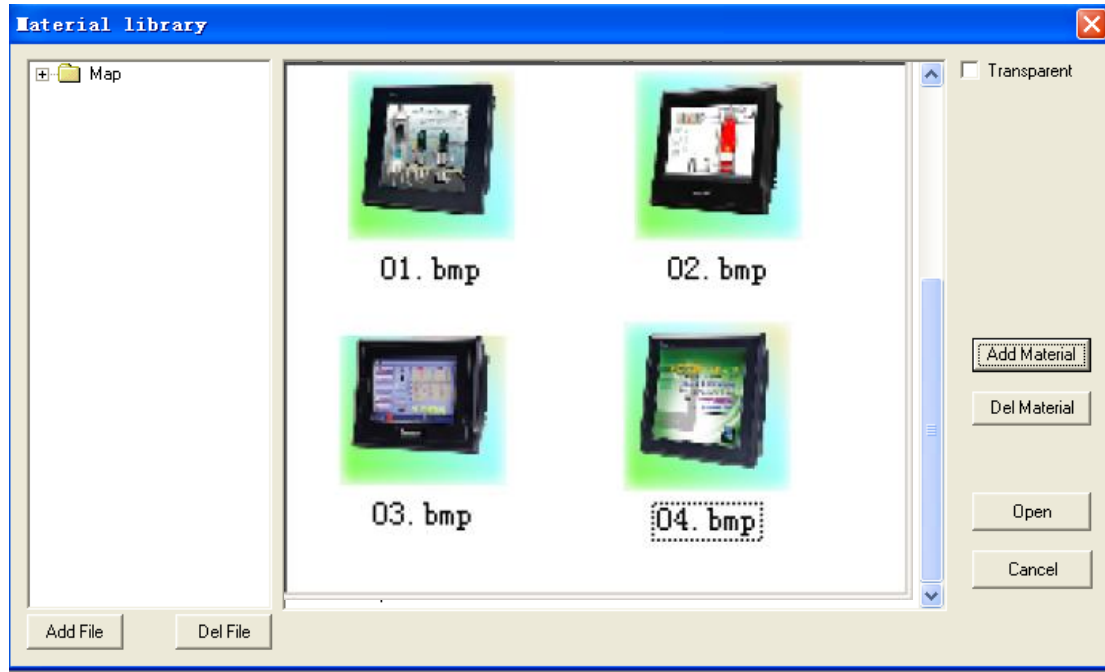 Material library
Map
Transparent
01. bmp
02. bmp
03. bmp
04. bmp
Add Material
Del Material
Open
Cancel
Add File
Del File